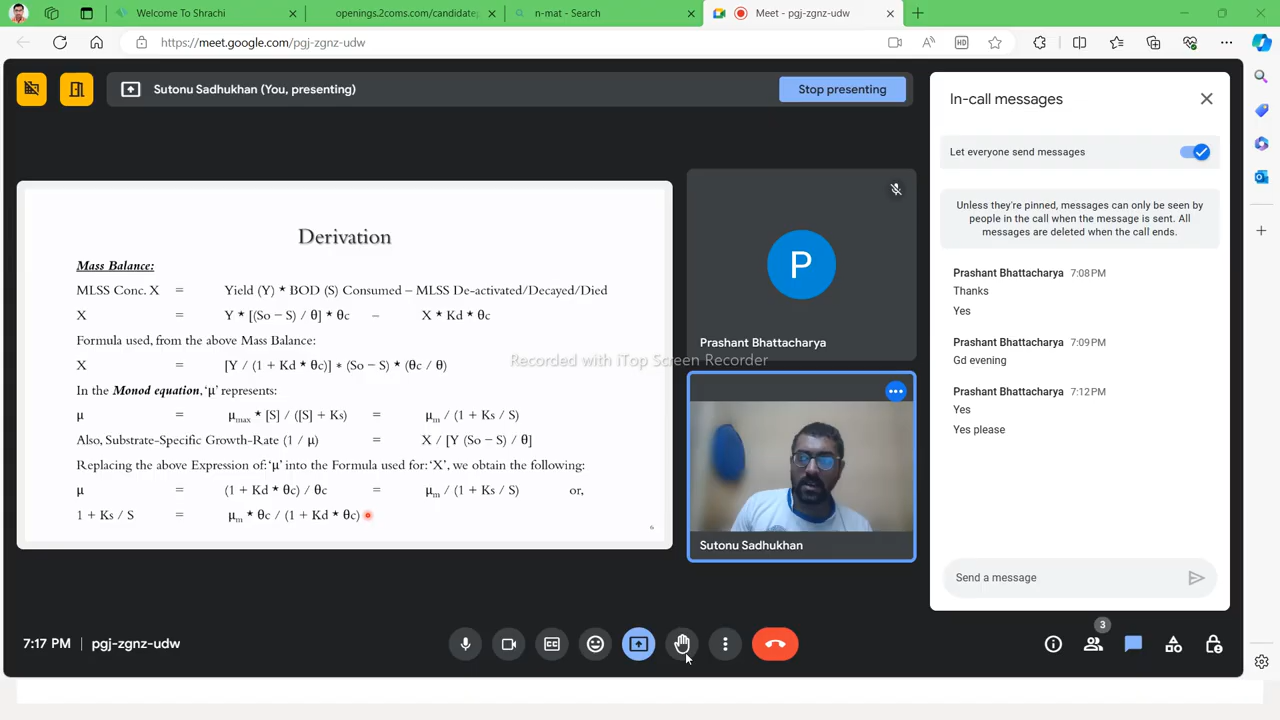 Welcome To Shrachi
openings.2coms.com/candidate
n-mat - Search
Meet - pgj-zgnz-udw
https://meet.google.com/pgj-zgnz-udw
Sutonu Sadhukhan (You, presenting)
Stop presenting
Derivation
Mass Balance:
MLSS Conc. X = Yield (Y) * BOD (S) Consumed – MLSS De-activated/Decayed/Died
X = Y * [(So – S) / θ] * θc – X * Kd * θc
Formula used, from the above Mass Balance:
X = [Y / (1 + Kd * θc)] * (So – S) * (θc / θ)
In the Monod equation, ‘μ’ represents:
μ = μmax * [S] / ([S] + Ks) = μm / (1 + Ks / S)
Also, Substrate-Specific Growth-Rate (1 / μ) = X / [Y (So – S) / θ]
Replacing the above Expression of: ‘μ’ into the Formula used for: ‘X’, we obtain the following:
μ = (1 + Kd * θc) / θc = μm / (1 + Ks / S) or,
1 + Ks / S = μm * θc / (1 + Kd * θc)
6
P
Prashant Bhattacharya
Recorded with iTop Screen Recorder
Sutonu Sadhukhan
In-call messages
Let everyone send messages
Unless they're pinned, messages can only be seen by
people in the call when the message is sent. All
messages are deleted when the call ends.
Prashant Bhattacharya 7:08 PM
Thanks
Yes
Prashant Bhattacharya 7:09 PM
Gd evening
Prashant Bhattacharya 7:12 PM
Yes
Yes please
Send a message
7:17 PM pgj-zgnz-udw
3